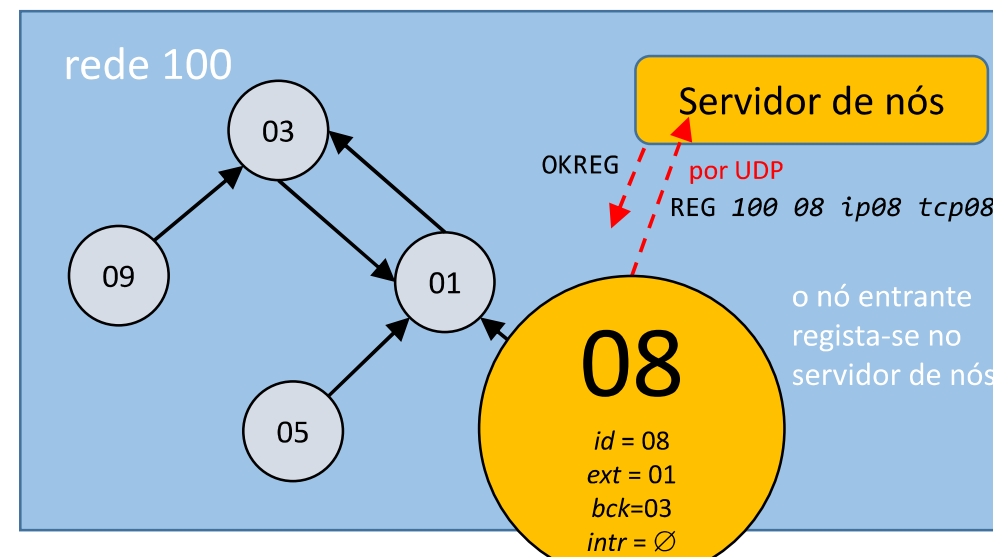 rede 100
Servidor de nós
03
OKREG
por UDP
REG 100 08 ip08 tcp08
09
01
o nó entrante
regista-se no
servidor de nós
08
05
id = 08
ext = 01
bck=03
intr = ∅